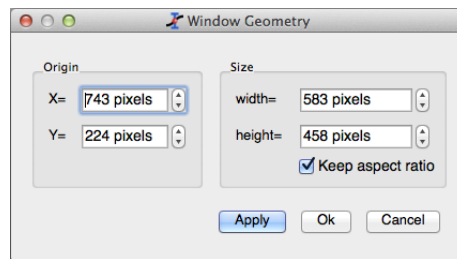 Window Geometry
Origin
X= 743 pixels
Y= 224 pixels
Size
width= 583 pixels
height= 458 pixels
Keep aspect ratio
Apply Ok Cancel